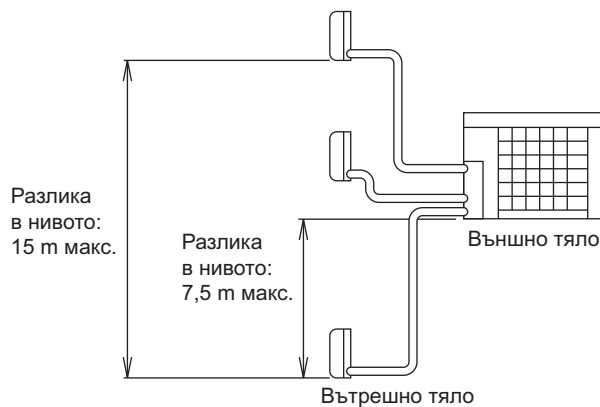 Разлика
в нивото:
15 m макс.
Разлика
в нивото:
7,5 m макс.
Външно тяло
Вътрешно тяло